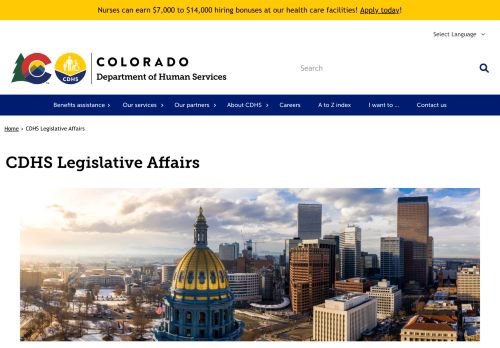 Nurses can earn $7,000 to $14,000 hiring bonuses at our health care facilities! Apply today!
Select Language
COLORADO
Department of Human Services
CDHS
Search
Benefits assistance › Our services › Our partners › About CDHS › Careers A to Z index I want to ... Contact us
Home › CDHS Legislative Affairs
CDHS Legislative Affairs